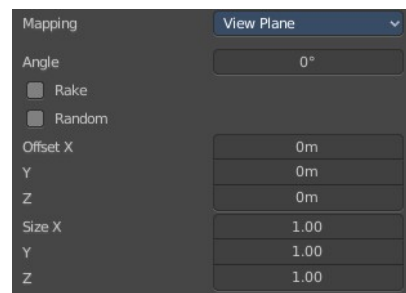 Mapping View Plane
Angle 0°
Rake
Random
Offset X 0m
Y 0m
Z 0m
Size X 1.00
Y 1.00
Z 1.00